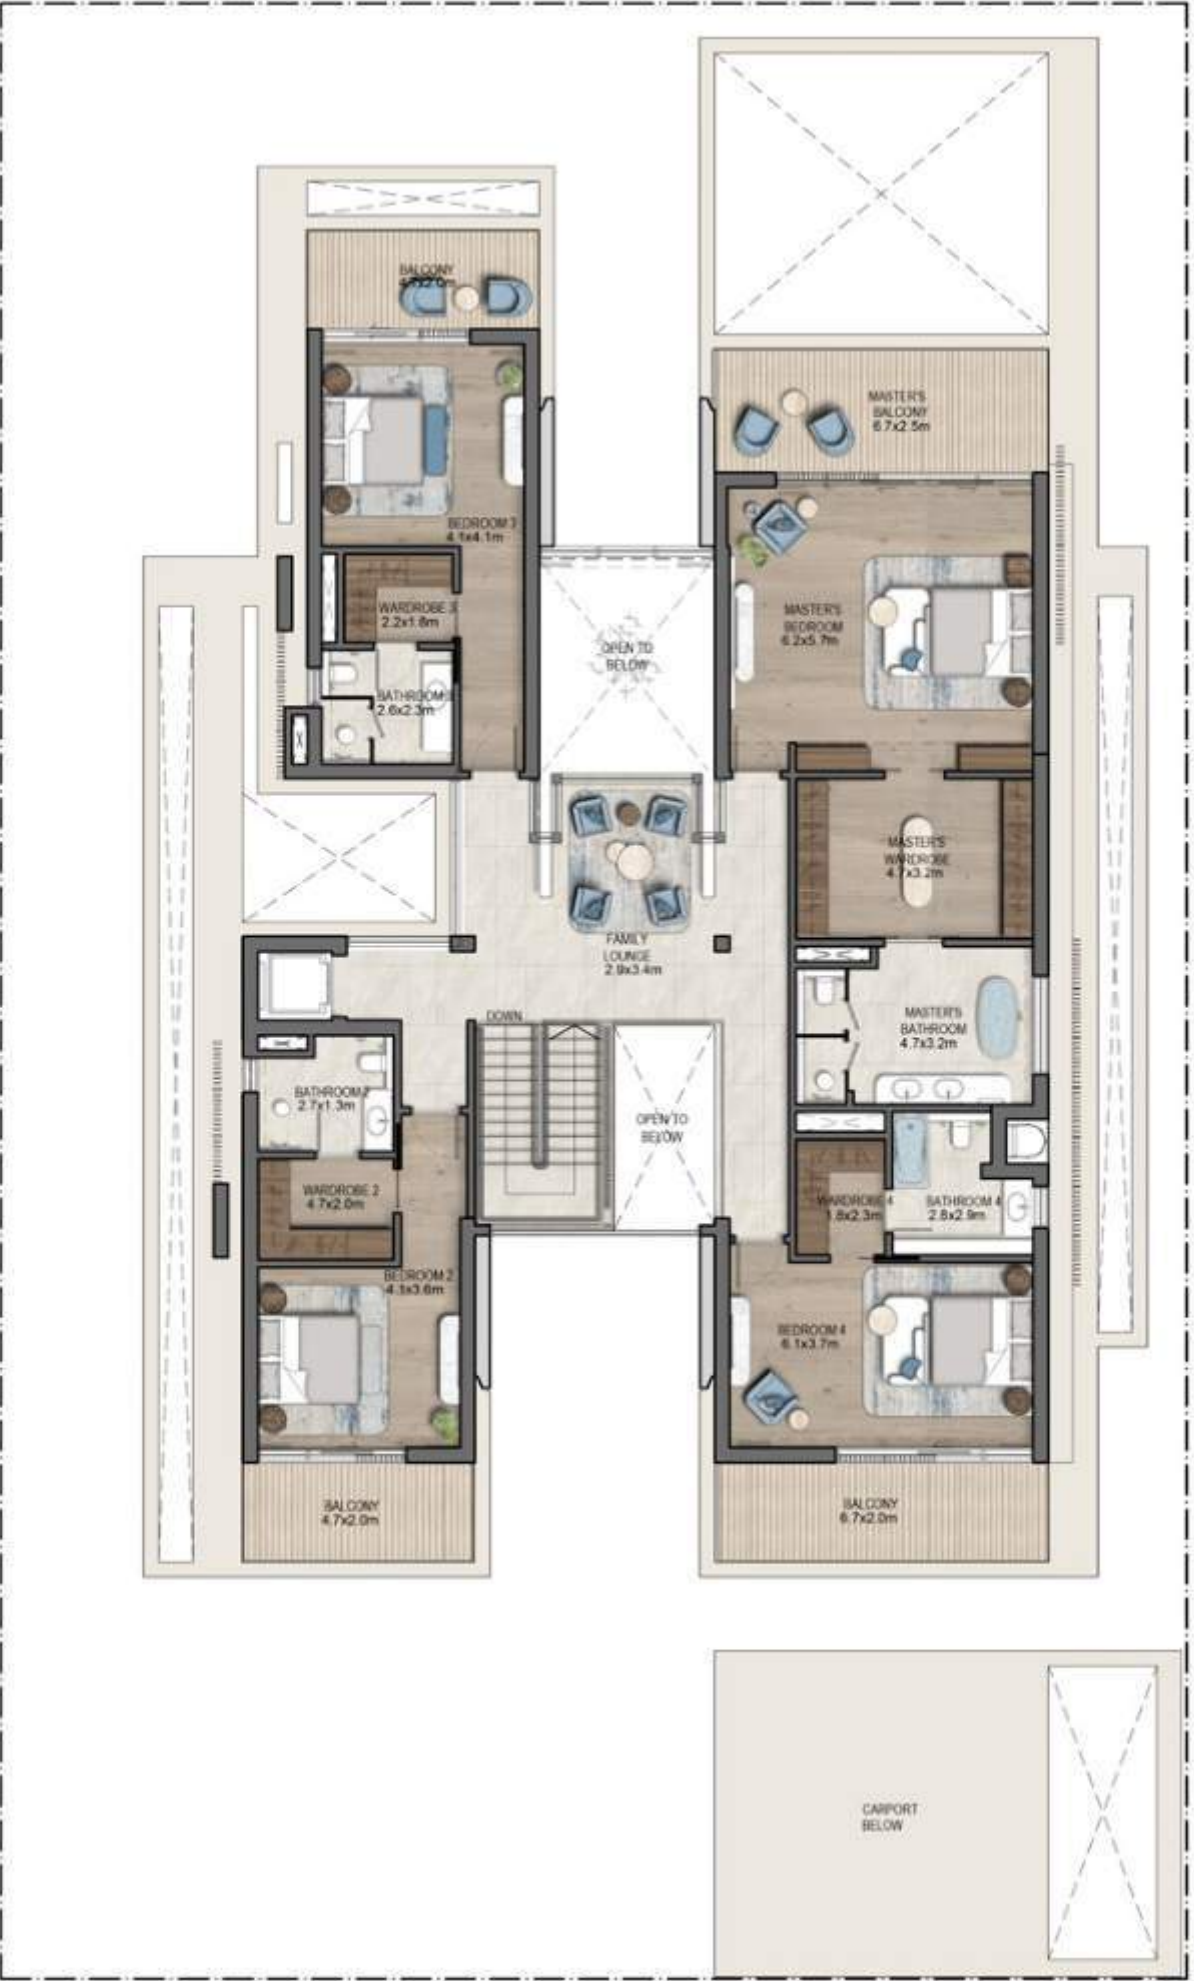 BALCONY
4.7x2.0m
MASTER'S
BALCONY
6.7x2.5m
BEDROOM 3
4.1x4.1m
WARDROBE 3
2.2x1.8m
OPEN TO
BELOW
MASTER'S
BEDROOM
6.2x5.7m
BATHROOM 3
2.6x2.3m
MASTER'S
WARDROBE
4.7x3.2m
FAMILY
LOUNGE
2.9x3.4m
DOWN
MASTER'S
BATHROOM
4.7x3.2m
BATHROOM 2
2.7x1.3m
OPEN TO
BELOW
WARDROBE 2
4.7x2.0m
WARDROBE 4
1.8x2.3m
BATHROOM 4
2.8x2.9m
BEDROOM 2
4.3x3.6m
BEDROOM 4
6.1x3.7m
BALCONY
4.7x2.0m
BALCONY
6.7x2.0m
CARPORT
BELOW